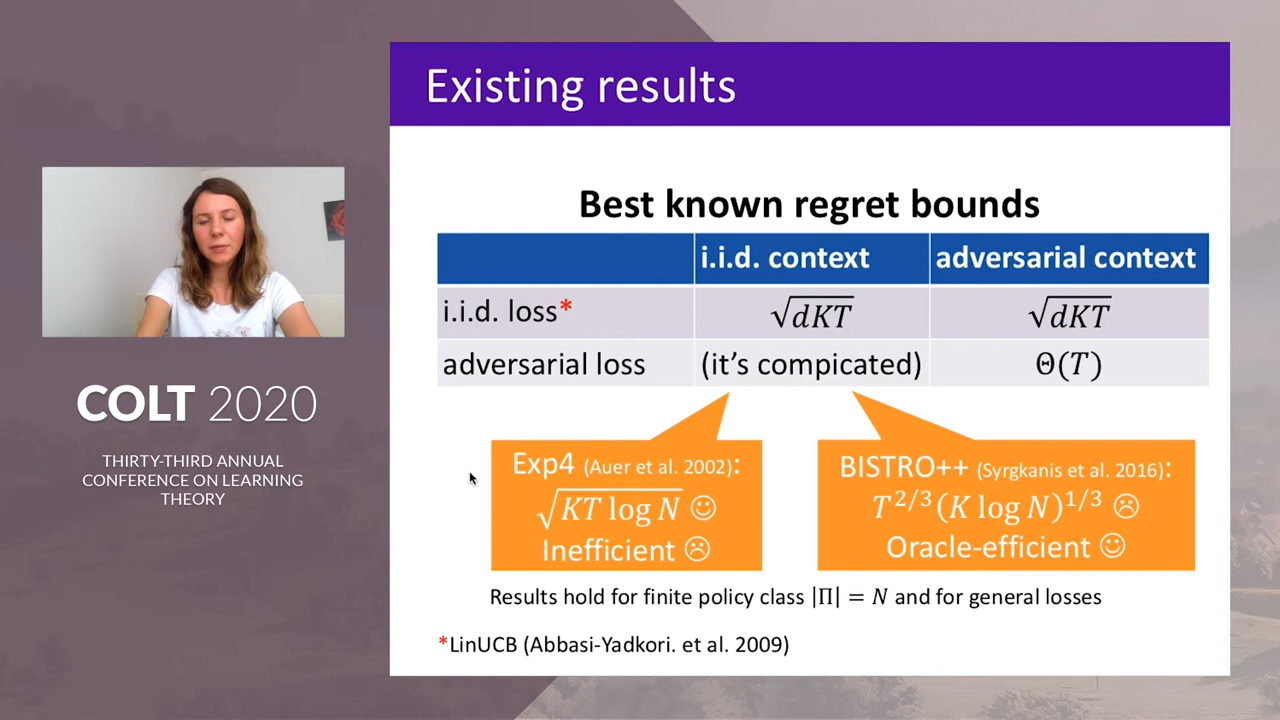 Existing results
Best known regret bounds
i.i.d. context adversarial context
i.i.d. loss* √dKT √dKT
adversarial loss (it's compicated) Θ(T)
Exp4 (Auer et al. 2002):
√KT log N ☺
Inefficient ☹
BISTRO++ (Syrgkanis et al. 2016):
T^2/3(K log N)^1/3 ☹
Oracle-efficient ☺
Results hold for finite policy class |Π| = N and for general losses
*LinUCB (Abbasi-Yadkori. et al. 2009)
COLT 2020
THIRTY-THIRD ANNUAL
CONFERENCE ON LEARNING
THEORY